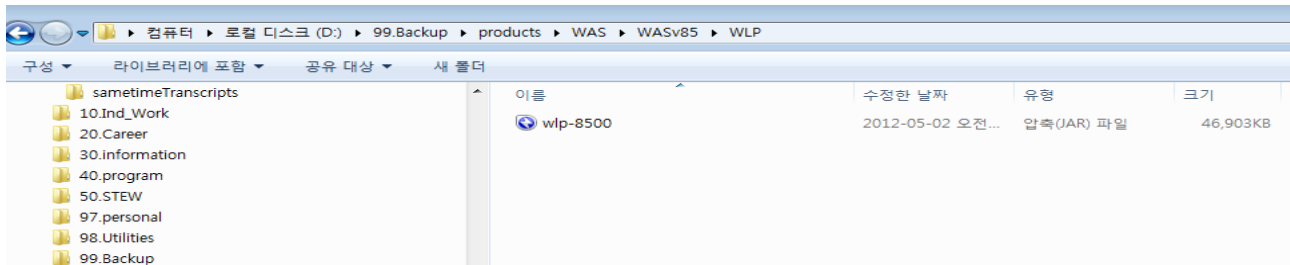 컴퓨터 ▸ 로컬 디스크 (D:) ▸ 99.Backup ▸ products ▸ WAS ▸ WASv85 ▸ WLP
구성 ▾ 라이브러리에 포함 ▾ 공유 대상 ▾ 새 폴더
sametimeTranscripts
10.Ind_Work
20.Career
30.information
40.program
50.STEW
97.personal
98.Utilities
99.Backup
이름 수정한 날짜 유형 크기
wlp-8500 2012-05-02 오전... 압축(JAR) 파일 46,903KB